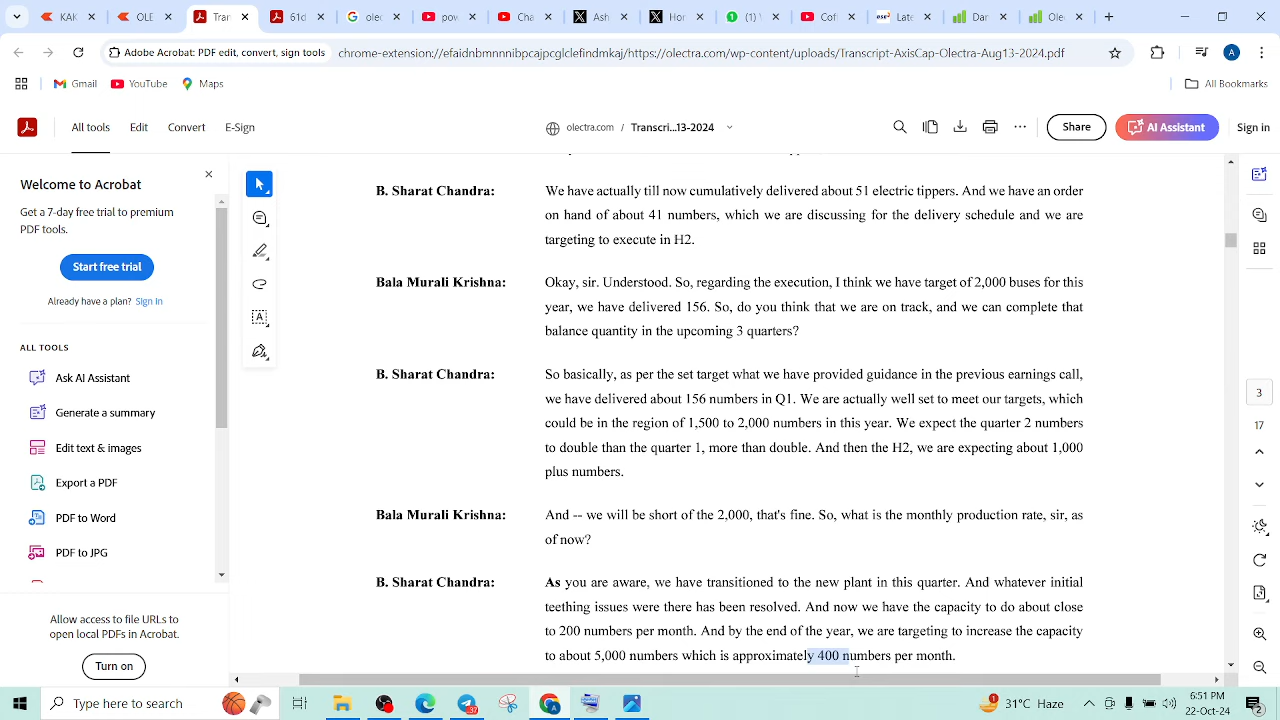 KAK
OLE
Tran
61d
olec
pow
Cha
Ash
Hor
(1) V
Cofl
Late
Dar
Ole
Adobe Acrobat: PDF edit, convert, sign tools
chrome-extension://efaidnbmnnnibpcajpcglclefindmkaj/https://olectra.com/wp-content/uploads/Transcript-AxisCap-Olectra-Aug13-2024.pdf
A
Gmail
YouTube
Maps
All Bookmarks
All tools
Edit
Convert
E-Sign
olectra.com / Transcri...13-2024
Share
AI Assistant
Sign in
Welcome to Acrobat
Get a 7-day free trial to premium
PDF tools.
Start free trial
Already have a plan? Sign In
ALL TOOLS
Ask AI Assistant
Generate a summary
Edit text & images
Export a PDF
PDF to Word
PDF to JPG
Allow access to file URLs to
open local PDFs in Acrobat.
Turn on
B. Sharat Chandra: We have actually till now cumulatively delivered about 51 electric tippers. And we have an order
on hand of about 41 numbers, which we are discussing for the delivery schedule and we are
targeting to execute in H2.
Bala Murali Krishna: Okay, sir. Understood. So, regarding the execution, I think we have target of 2,000 buses for this
year, we have delivered 156. So, do you think that we are on track, and we can complete that
balance quantity in the upcoming 3 quarters?
B. Sharat Chandra: So basically, as per the set target what we have provided guidance in the previous earnings call,
we have delivered about 156 numbers in Q1. We are actually well set to meet our targets, which
could be in the region of 1,500 to 2,000 numbers in this year. We expect the quarter 2 numbers
to double than the quarter 1, more than double. And then the H2, we are expecting about 1,000
plus numbers.
Bala Murali Krishna: And -- we will be short of the 2,000, that's fine. So, what is the monthly production rate, sir, as
of now?
B. Sharat Chandra: As you are aware, we have transitioned to the new plant in this quarter. And whatever initial
teething issues were there has been resolved. And now we have the capacity to do about close
to 200 numbers per month. And by the end of the year, we are targeting to increase the capacity
to about 5,000 numbers which is approximately 400 numbers per month.
3
17
Type here to search
31°C Haze
6:51 PM
22-Oct-24
2